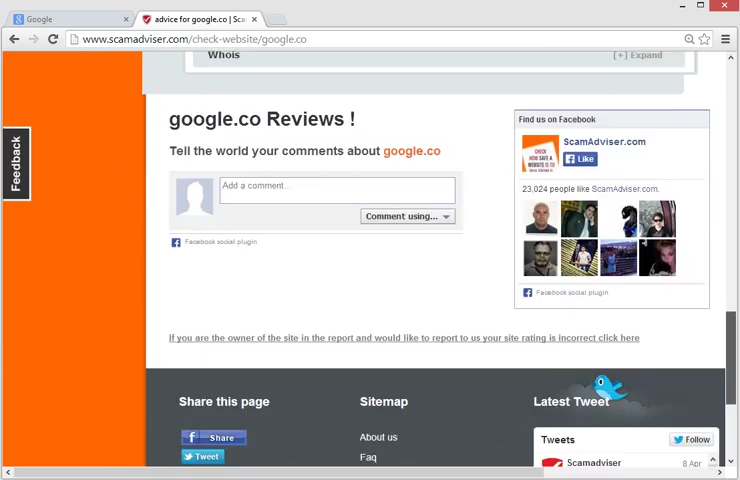 Google
advice for google.co | Sca
www.scamadviser.com/check-website/google.co
Whois
[+] Expand
google.co Reviews !
Tell the world your comments about google.co
Add a comment...
Comment using...
Facebook social plugin
Find us on Facebook
ScamAdviser.com
Like
23,024 people like ScamAdviser.com.
Facebook social plugin
Feedback
If you are the owner of the site in the report and would like to report to us your site rating is incorrect click here
Share this page
Sitemap
Latest Tweet
f Share
About us
Tweets
Follow
Tweet
Faq
Scamadviser
8 Apr